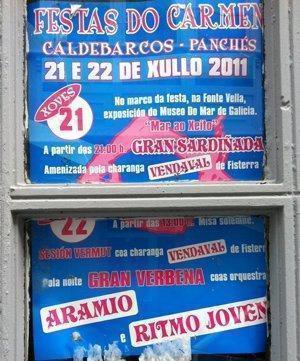 FESTAS DO CARMEN
CALDEBARCOS - PANCHÉS
21 E 22 DE XULLO 2011
XOVES
21
No marco da festa, na Fonte Vella,
exposición do Museo Do Mar de Galicia.
"Mar ao Xeito"
A partir das 21:00 h. GRAN SARDIÑADA
Amenizada pola charanga VENDAVAL de Fisterra
22
A partir das 13:00 h. Misa solemne.
SESIÓN VERMUT coa charanga VENDAVAL de Fisterra
Pola noite GRAN VERBENA coas orquestras
ARAMIO
e RITMO JOVEN